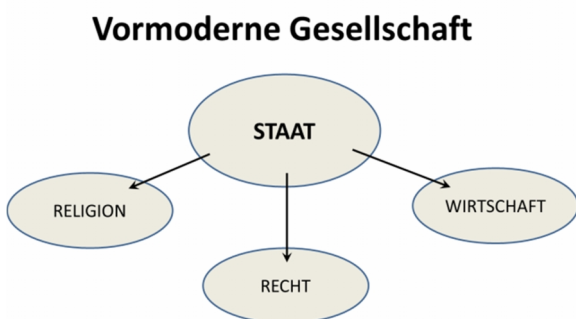 Vormoderne Gesellschaft
STAAT
RELIGION
WIRTSCHAFT
RECHT